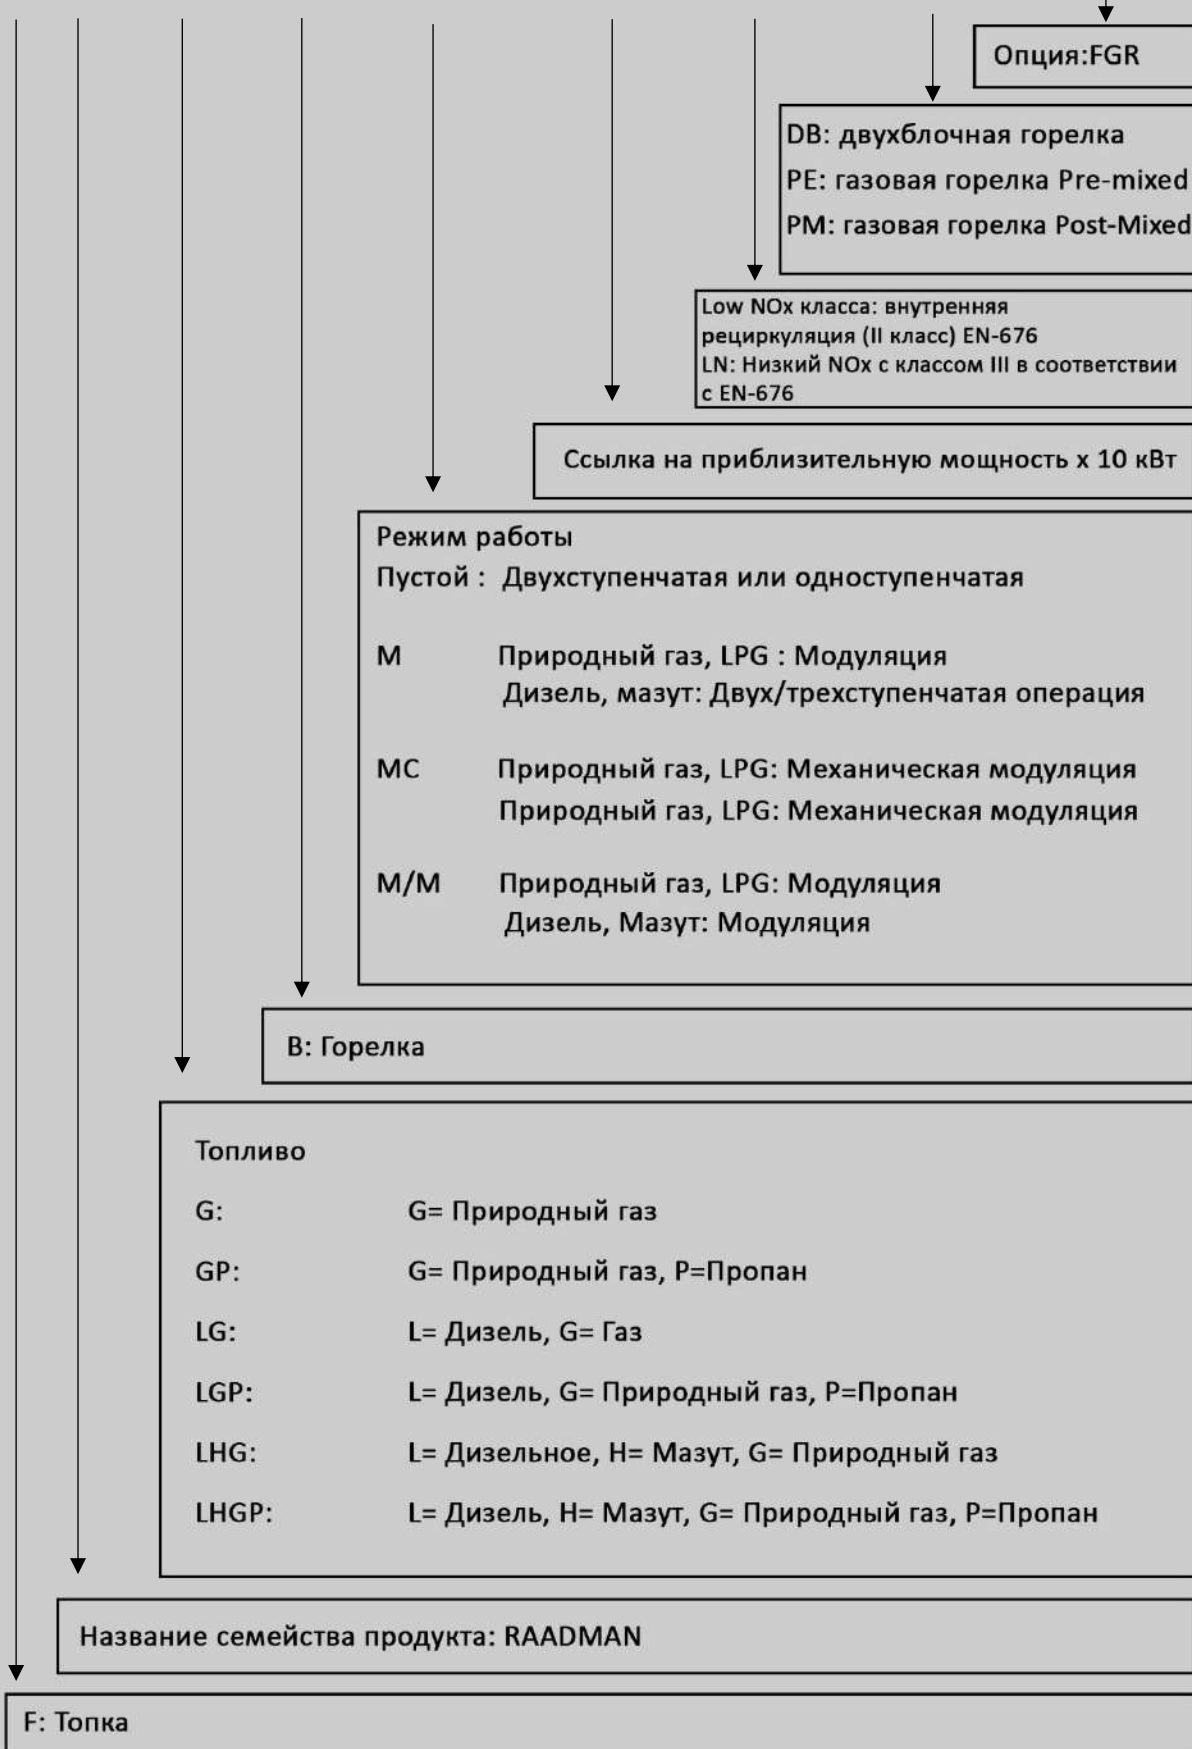 Опция:FGR
DB: двухблочная горелка
PE: газовая горелка Pre-mixed
PM: газовая горелка Post-Mixed
Low NOx класса: внутренняя
рециркуляция (II класс) EN-676
LN: Низкий NOx с классом III в соответствии
с EN-676
Ссылка на приблизительную мощность x 10 кВт
Режим работы
Пустой : Двухступенчатая или одноступенчатая
M Природный газ, LPG : Модуляция
Дизель, мазут: Двух/трехступенчатая операция
MC Природный газ, LPG: Механическая модуляция
Природный газ, LPG: Механическая модуляция
M/M Природный газ, LPG: Модуляция
Дизель, Мазут: Модуляция
B: Горелка
Топливо
G: G= Природный газ
GP: G= Природный газ, P=Пропан
LG: L= Дизель, G= Газ
LGP: L= Дизель, G= Природный газ, P=Пропан
LHG: L= Дизельное, H= Мазут, G= Природный газ
LHGP: L= Дизель, H= Мазут, G= Природный газ, P=Пропан
Название семейства продукта: RAADMAN
F: Топка